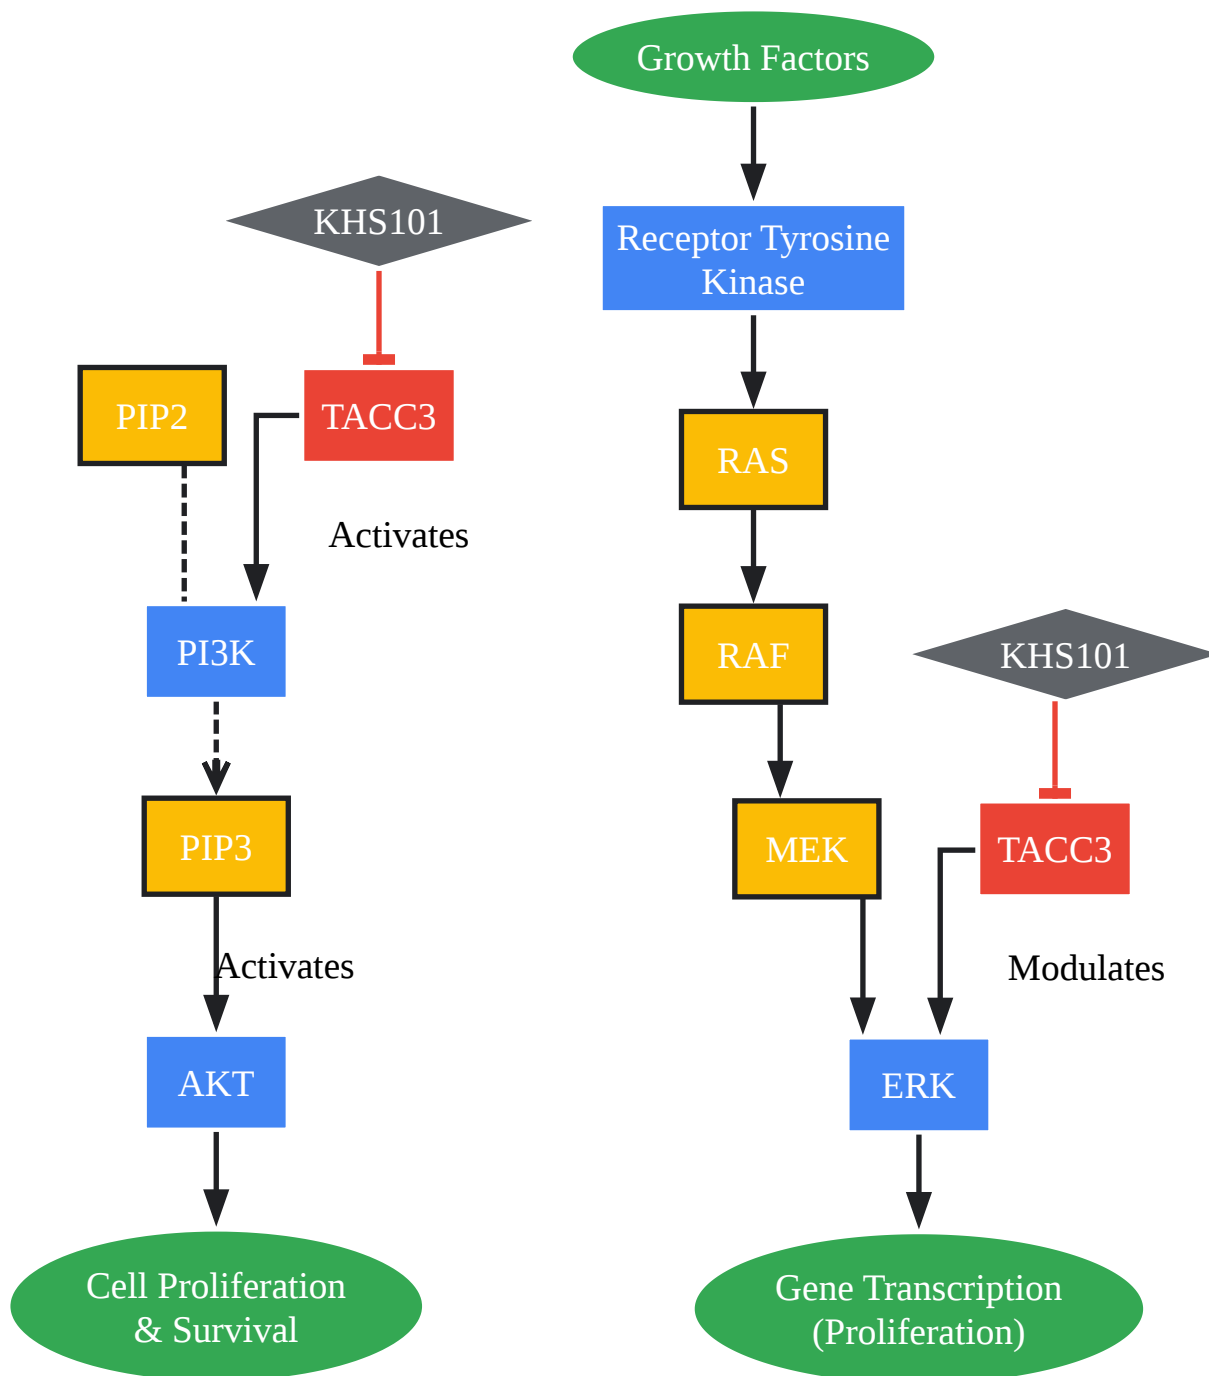 Growth Factors
KHS101
Receptor Tyrosine
Kinase
PIP2
TACC3
RAS
Activates
PI3K
RAF
KHS101
PIP3
MEK
TACC3
Activates
Modulates
AKT
ERK
Cell Proliferation
& Survival
Gene Transcription
(Proliferation)